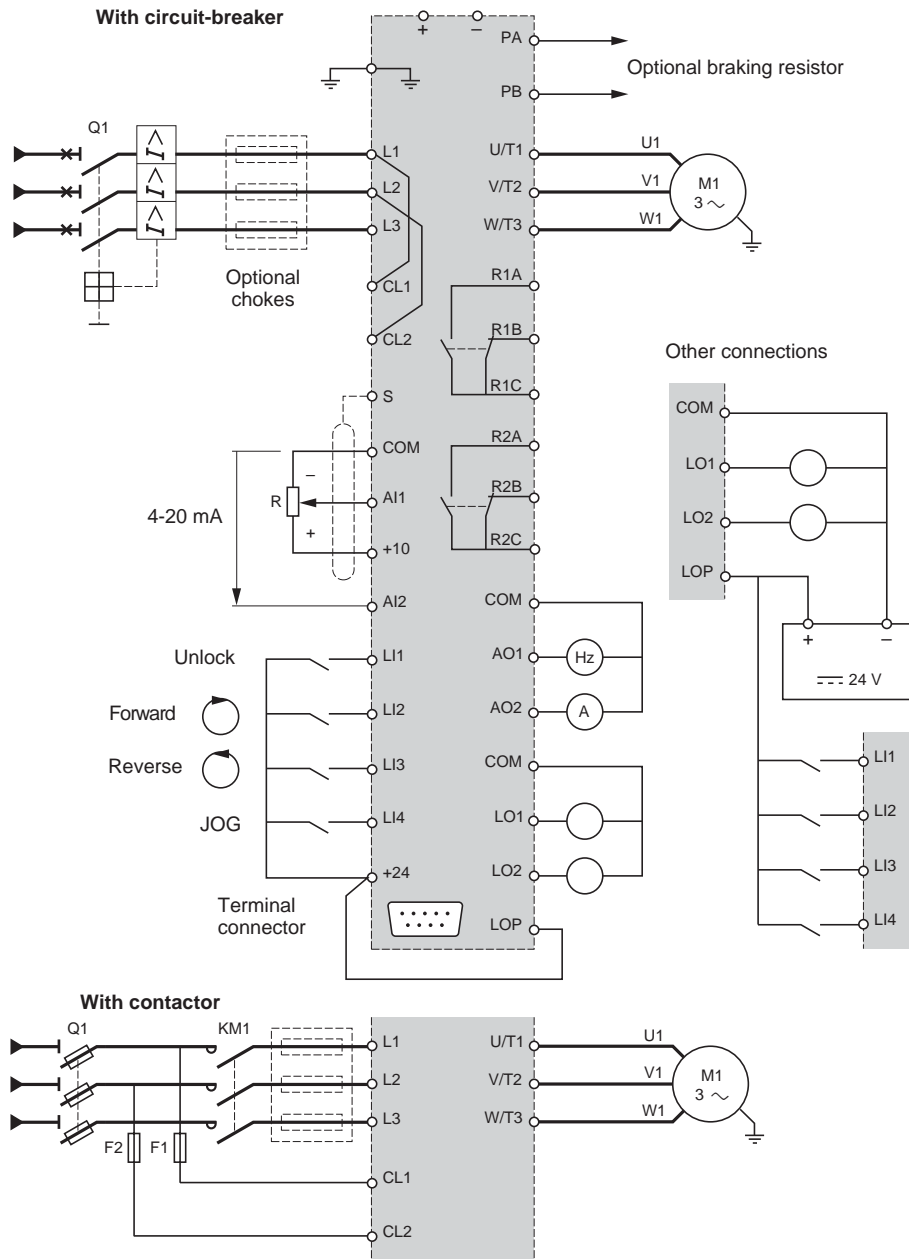 With circuit-breaker
+
–
PA
Optional braking resistor
PB
Q1
L1
L2
L3
Optional
chokes
CL1
CL2
U/T1
V/T2
W/T3
U1
V1
W1
M1
3 ~
R1A
R1B
R1C
S
COM
–
R
AI1
+
+10
4-20 mA
AI2
R2A
R2B
R2C
Unlock
LI1
Forward
LI2
Reverse
LI3
JOG
LI4
+24
Terminal
connector
COM
AO1
Hz
AO2
A
COM
LO1
LO2
LOP
Other connections
COM
LO1
LO2
LOP
+
–
24 V
LI1
LI2
LI3
LI4
With contactor
Q1
KM1
L1
L2
L3
F2
F1
CL1
CL2
U/T1
V/T2
W/T3
U1
V1
W1
M1
3 ~